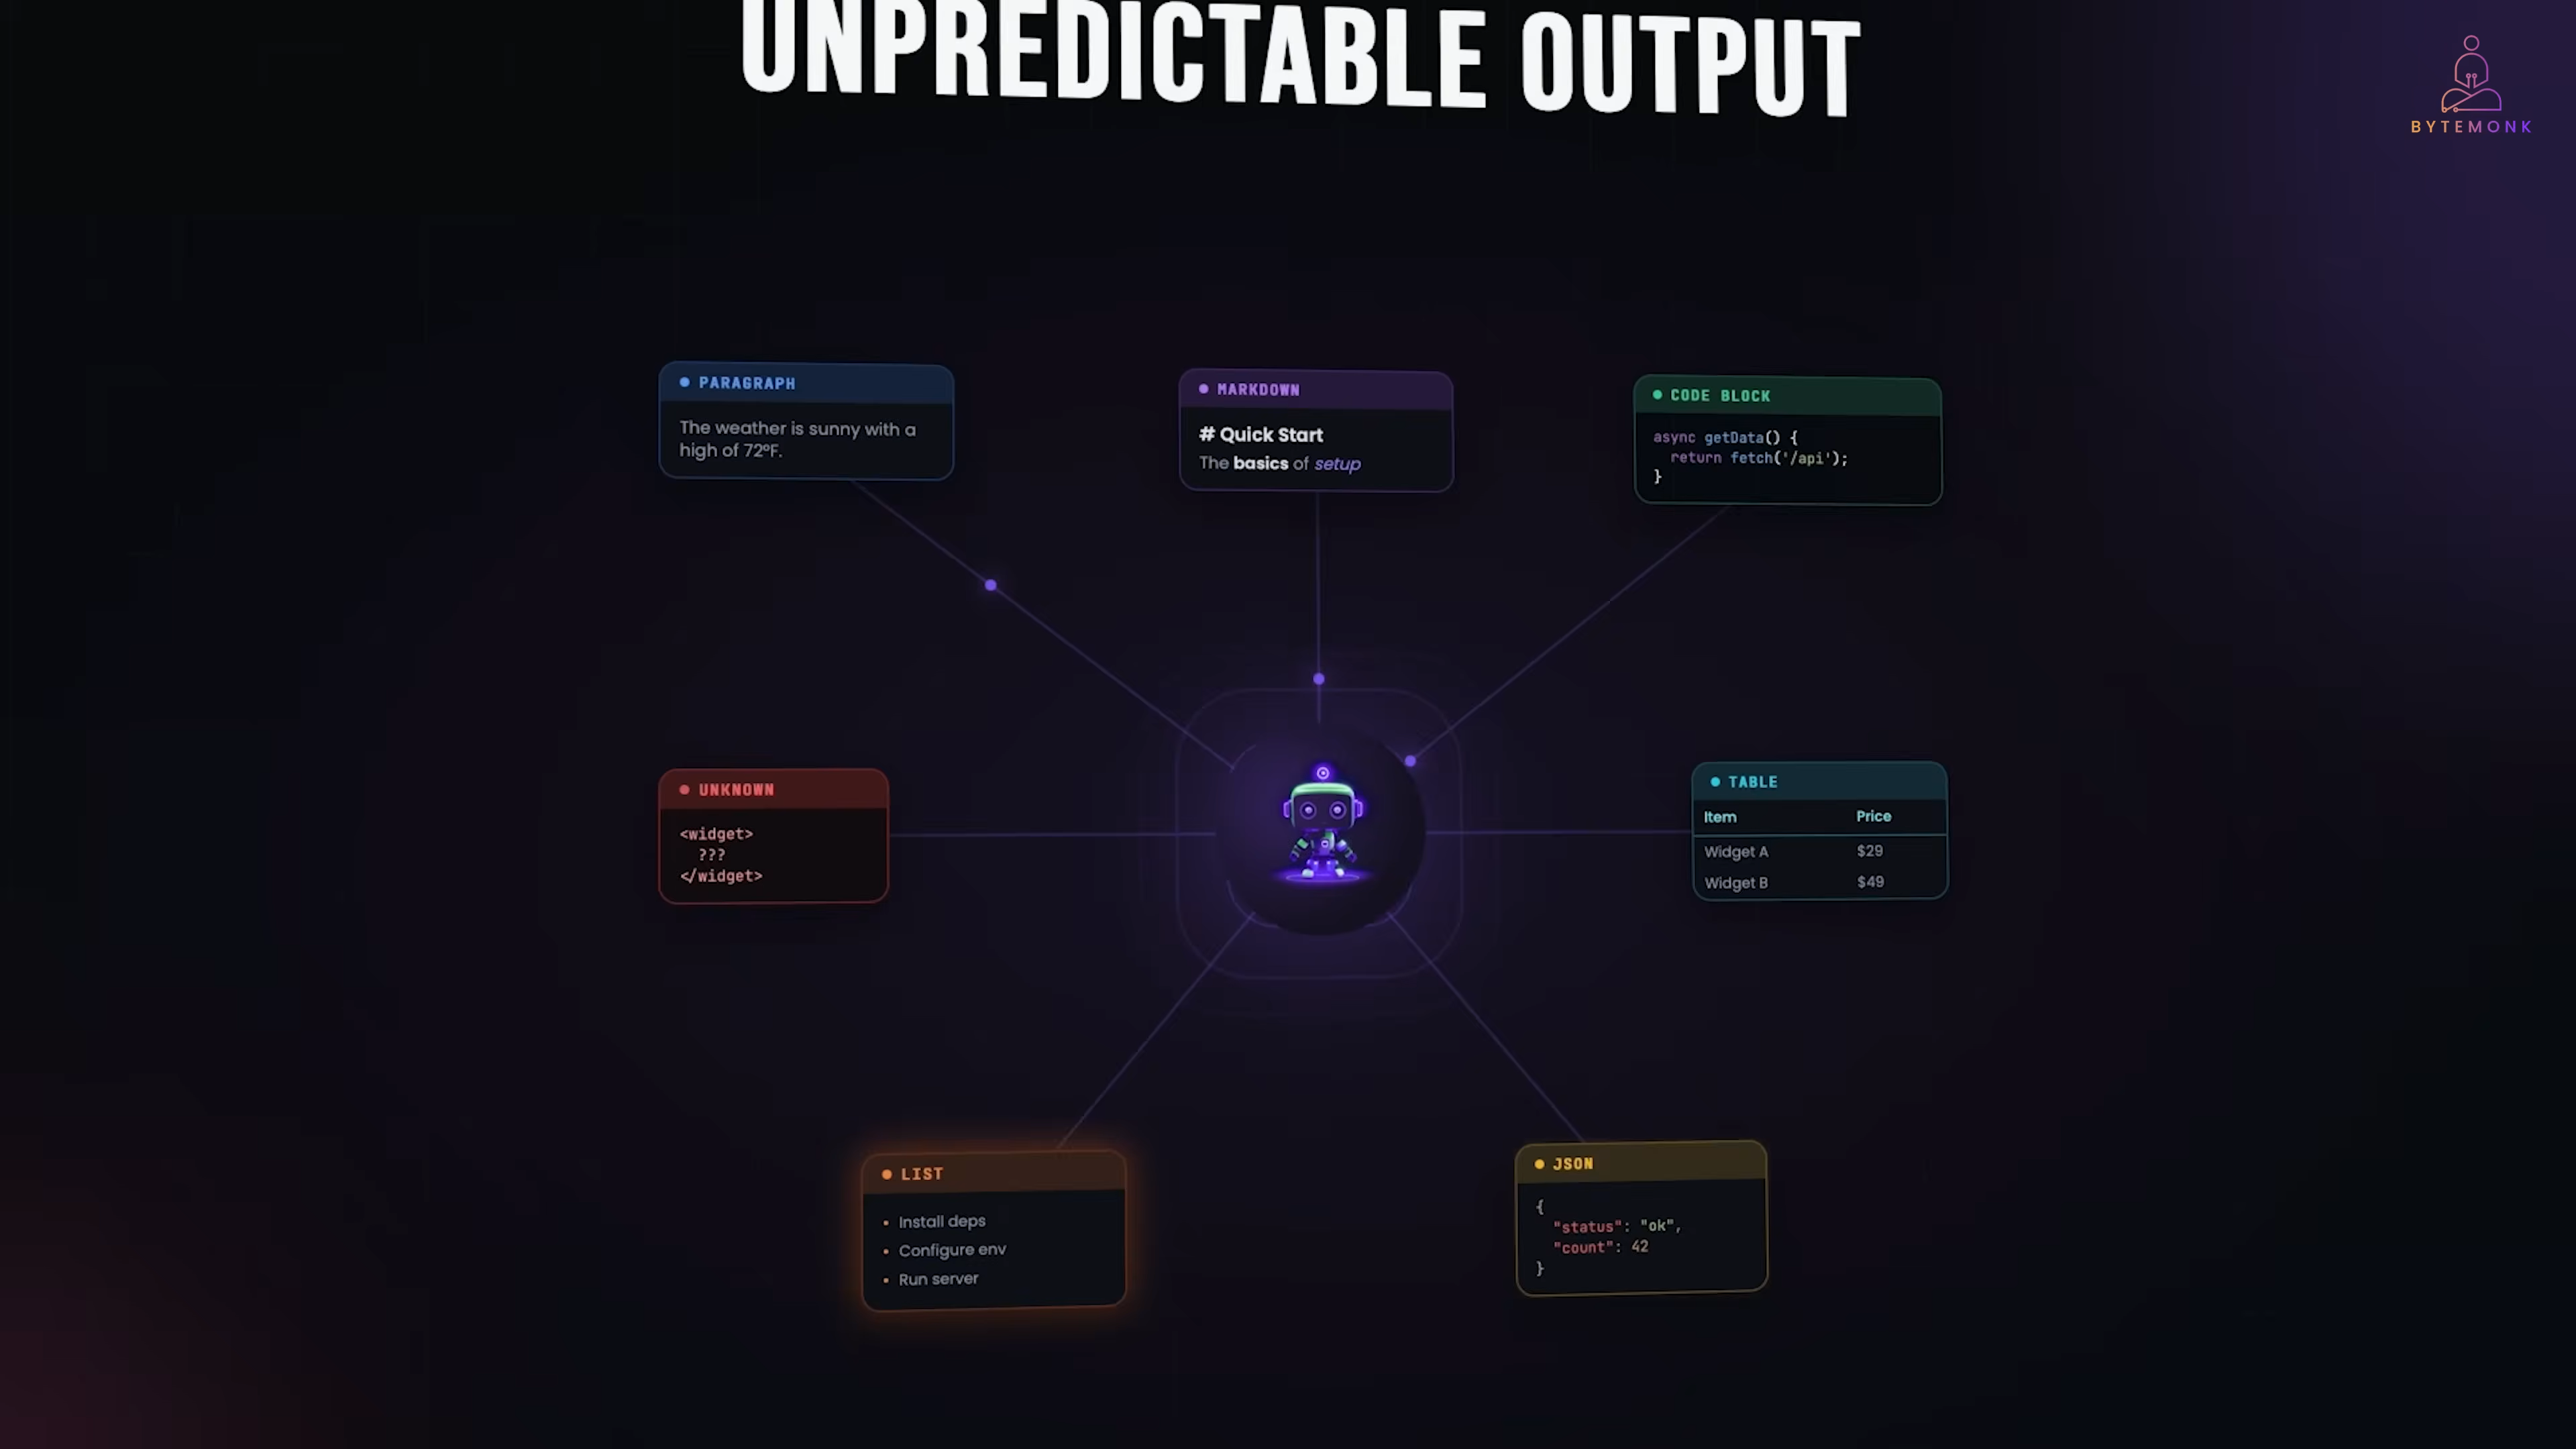 UNPREDICTABLE OUTPUT
BYTEMONK
PARAGRAPH
The weather is sunny with a
high of 72°F.
MARKDOWN
# Quick Start
The basics of setup
CODE BLOCK
async getData() {
  return fetch('/api');
}
UNKNOWN
<widget>
  ???
</widget>
TABLE
Item Price
Widget A $29
Widget B $49
LIST
• Install deps
• Configure env
• Run server
JSON
{
  "status": "ok",
  "count": 42
}